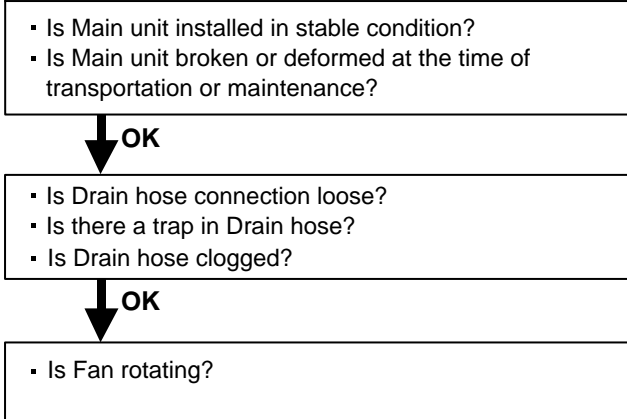 ▪ Is Main unit installed in stable condition?
▪ Is Main unit broken or deformed at the time of
transportation or maintenance?
OK
▪ Is Drain hose connection loose?
▪ Is there a trap in Drain hose?
▪ Is Drain hose clogged?
OK
▪ Is Fan rotating?